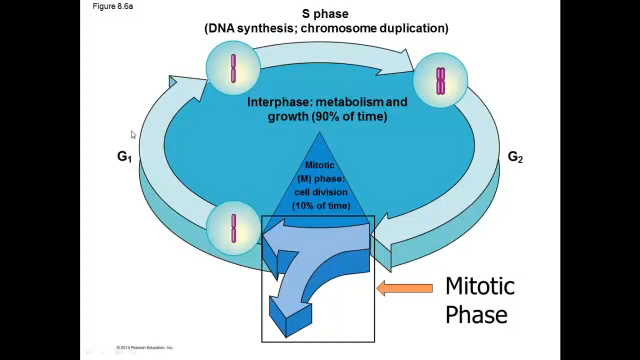 Figure 8.6a
S phase
(DNA synthesis; chromosome duplication)
Interphase: metabolism and
growth (90% of time)
G1
G2
Mitotic
(M) phase:
cell division
(10% of time)
Mitotic
Phase
© 2013 Pearson Education, Inc.